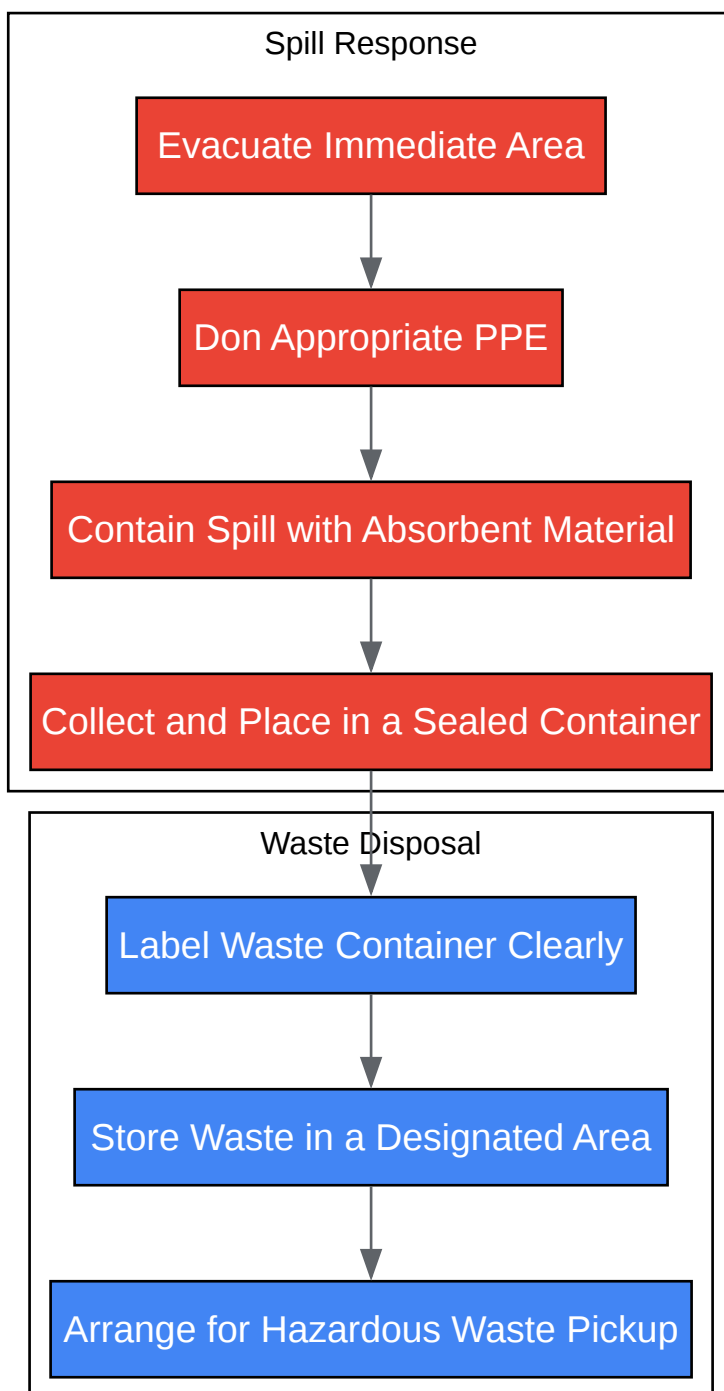 Spill Response
Evacuate Immediate Area
Don Appropriate PPE
Contain Spill with Absorbent Material
Collect and Place in a Sealed Container
Waste Disposal
Label Waste Container Clearly
Store Waste in a Designated Area
Arrange for Hazardous Waste Pickup